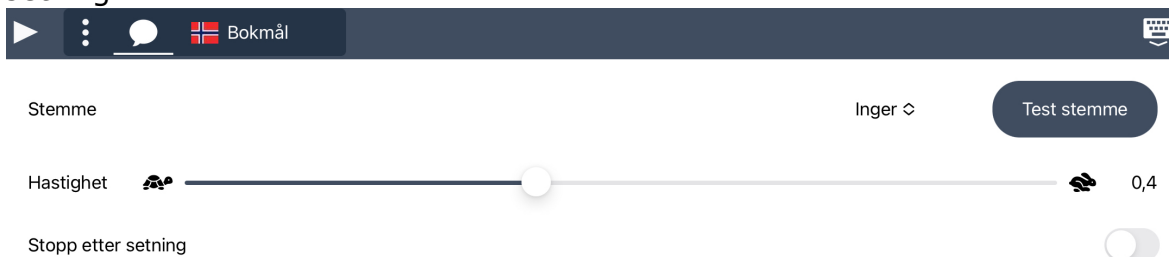 Bokmål
Stemme Inger Test stemme
Hastighet 0,4
Stopp etter setning